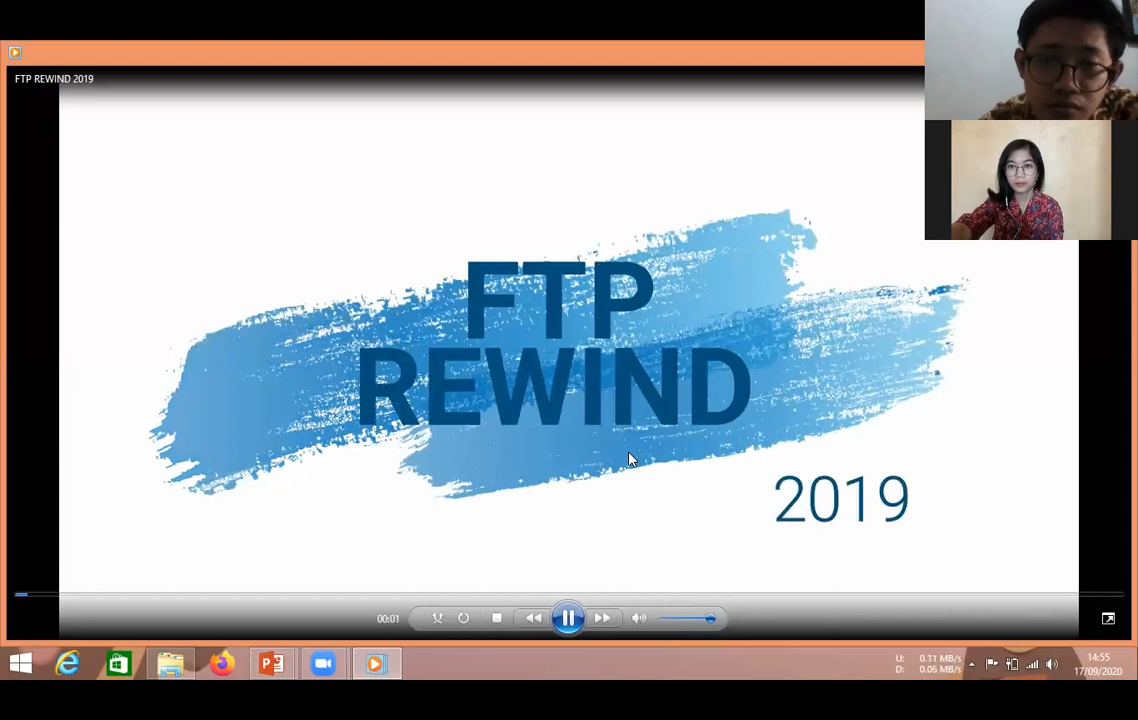 FTP REWIND 2019
FTP
REWIND
2019
00:01
U: 0.11 MB/s
D: 0.06 MB/s
14:55
17/09/2020